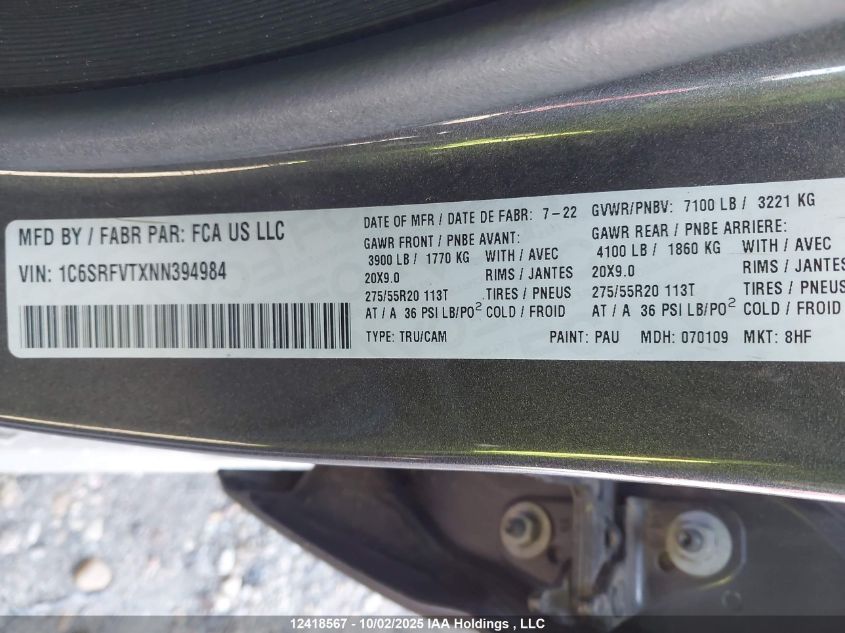 MFD BY / FABR PAR: FCA US LLC
VIN: 1C6SRFVTXNN394984
DATE OF MFR / DATE DE FABR: 7-22 GVWR/PNBV: 7100 LB / 3221 KG
GAWR FRONT / PNBE AVANT: GAWR REAR / PNBE ARRIERE:
3900 LB / 1770 KG WITH / AVEC 4100 LB / 1860 KG WITH / AVEC
20X9.0 RIMS / JANTES 20X9.0 RIMS / JANTES
275/55R20 113T TIRES / PNEUS 275/55R20 113T TIRES / PNEUS
AT / A 36 PSI LB/PO² COLD / FROID AT / A 36 PSI LB/PO² COLD / FROID
TYPE: TRU/CAM PAINT: PAU MDH: 070109 MKT: 8HF
12418567 - 10/02/2025 IAA Holdings, LLC